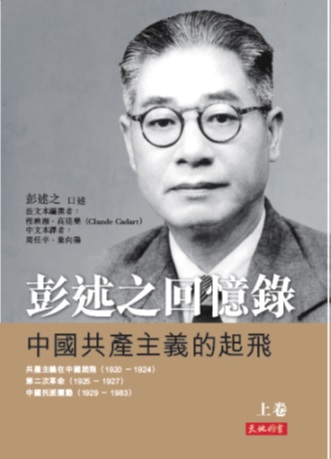 彭述之 口述
法文本編撰者：
程映湘、高達樂（Claude Cadart）
中文本譯者：
周任辛、葉向陽
彭述之回憶錄
中國共產主義的起飛
共產主義在中國開飛（1920－1924）
第二次革命（1925－1927）
中國托派運動（1929－1983）
上卷
天地圖書